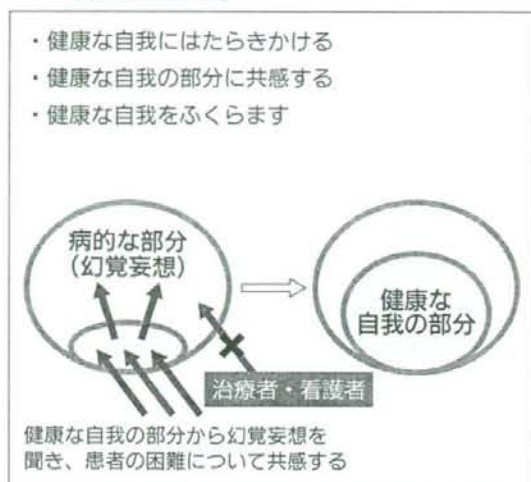 ・健康な自我にはたらきかける
・健康な自我の部分に共感する
・健康な自我をふくらます
病的な部分
(幻覚妄想)
健康な
自我の部分
治療者・看護者
健康な自我の部分から幻覚妄想を
聞き、患者の困難について共感する